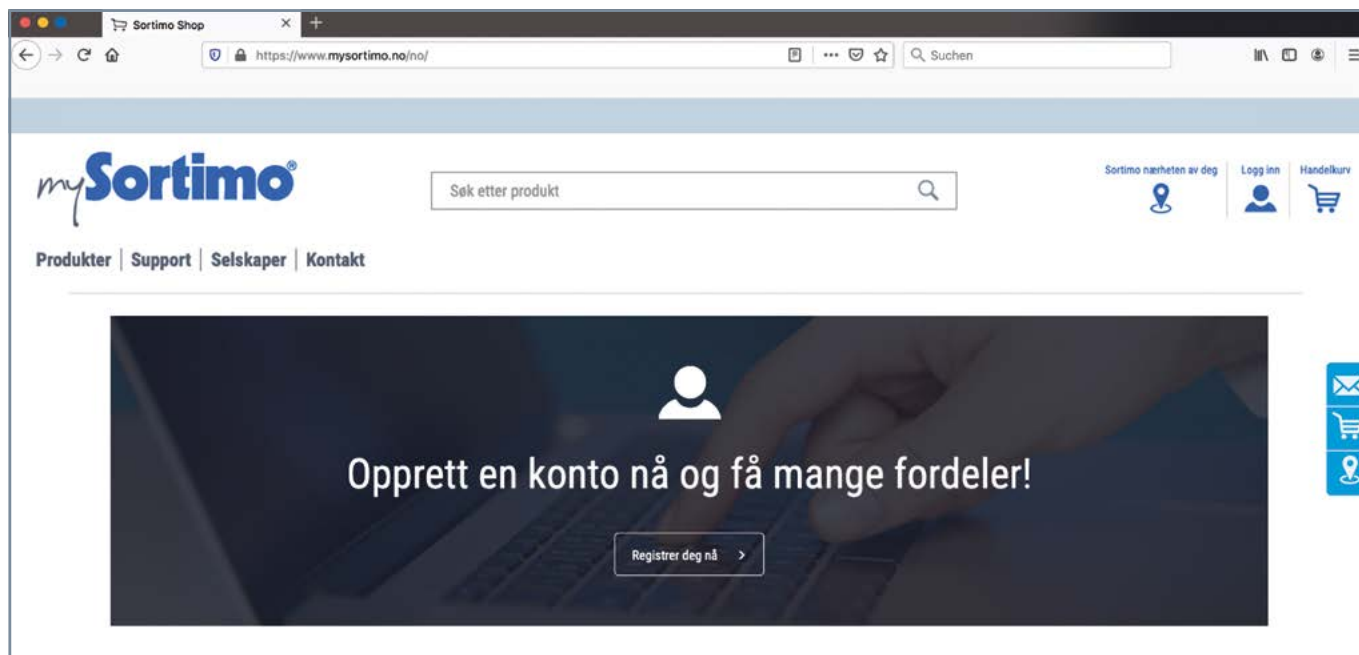 Sortimo Shop
https://www.mysortimo.no/no/
Suchen
mySortimo®
Søk etter produkt
Sortimo nærheten av deg
Logg inn
Handelkurv
Produkter | Support | Selskaper | Kontakt
Opprett en konto nå og få mange fordeler!
Registrer deg nå